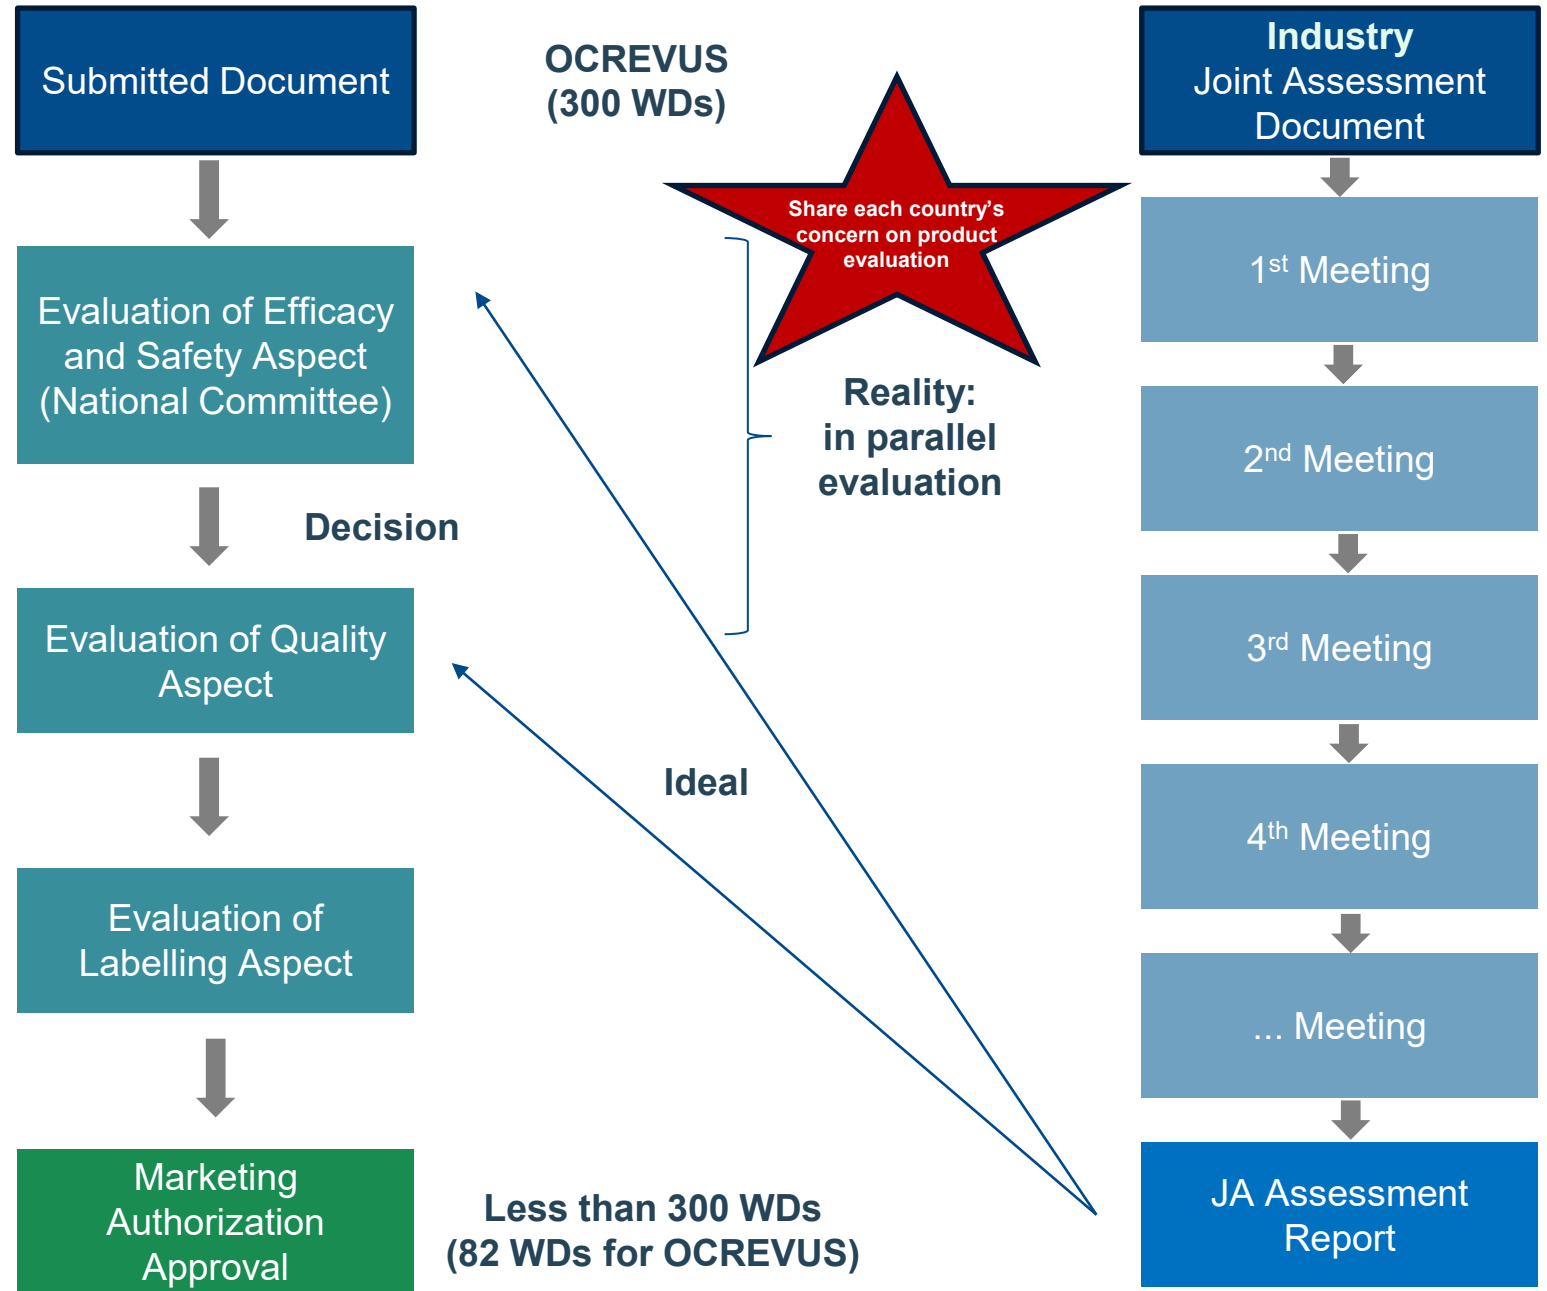 Submitted Document
Evaluation of Efficacy
and Safety Aspect
(National Committee)
Decision
Evaluation of Quality
Aspect
Evaluation of
Labelling Aspect
Marketing
Authorization
Approval
OCREVUS
(300 WDs)
Share each country’s
concern on product
evaluation
Reality:
in parallel
evaluation
Ideal
Less than 300 WDs
(82 WDs for OCREVUS)
Industry
Joint Assessment
Document
1st Meeting
2nd Meeting
3rd Meeting
4th Meeting
... Meeting
JA Assessment
Report